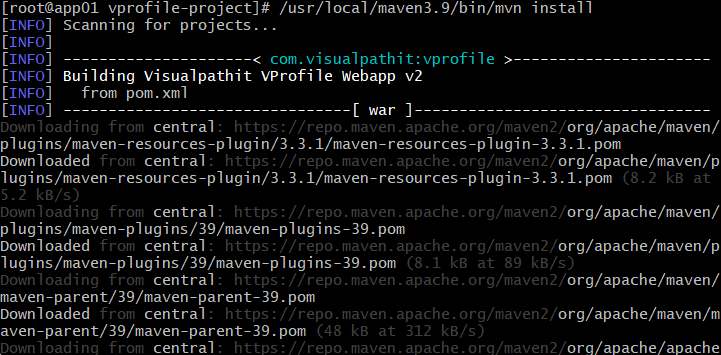 [root@app01 vprofile-project]# /usr/local/maven3.9/bin/mvn install
[INFO] Scanning for projects...
[INFO]
[INFO] --------------------< com.visualpathit:vprofile >---------------------
[INFO] Building Visualpathit VProfile Webapp v2
[INFO]   from pom.xml
[INFO] --------------------------------[ war ]---------------------------------
Downloading from central: https://repo.maven.apache.org/maven2/org/apache/maven/
plugins/maven-resources-plugin/3.3.1/maven-resources-plugin-3.3.1.pom
Downloaded from central: https://repo.maven.apache.org/maven2/org/apache/maven/p
lugins/maven-resources-plugin/3.3.1/maven-resources-plugin-3.3.1.pom (8.2 kB at
5.2 kB/s)
Downloading from central: https://repo.maven.apache.org/maven2/org/apache/maven/
plugins/maven-plugins/39/maven-plugins-39.pom
Downloaded from central: https://repo.maven.apache.org/maven2/org/apache/maven/p
lugins/maven-plugins/39/maven-plugins-39.pom (8.1 kB at 89 kB/s)
Downloading from central: https://repo.maven.apache.org/maven2/org/apache/maven/
maven-parent/39/maven-parent-39.pom
Downloaded from central: https://repo.maven.apache.org/maven2/org/apache/maven/m
aven-parent/39/maven-parent-39.pom (48 kB at 312 kB/s)
Downloading from central: https://repo.maven.apache.org/maven2/org/apache/apache